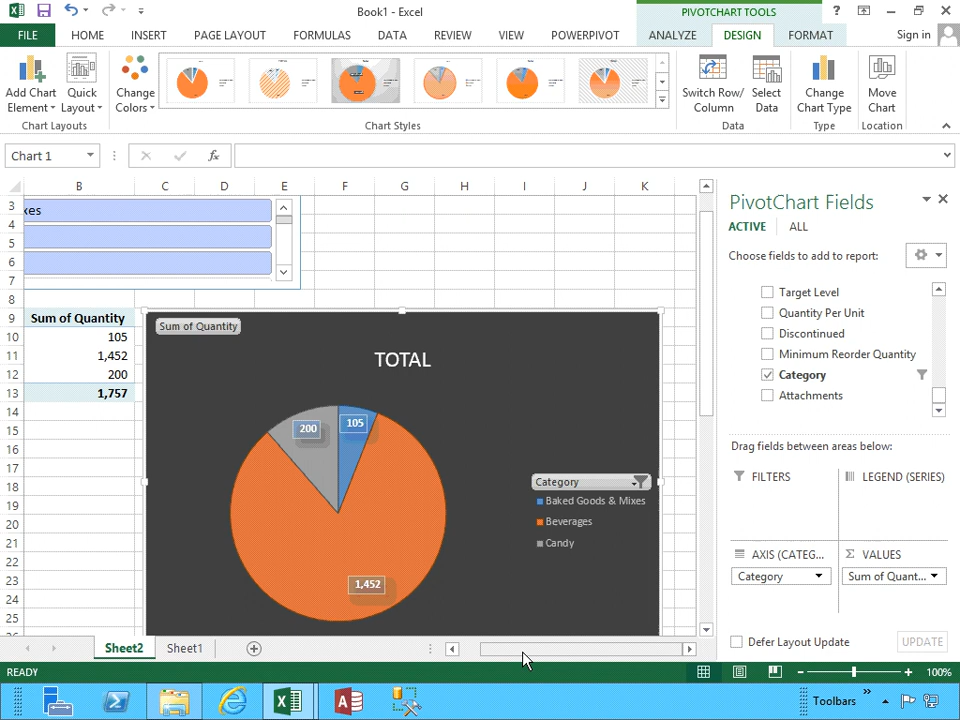 Book1 - Excel
PIVOTCHART TOOLS
?
FILE HOME INSERT PAGE LAYOUT FORMULAS DATA REVIEW VIEW POWERPIVOT ANALYZE DESIGN FORMAT Sign in
Add Chart Element
Quick Layout
Change Colors
Switch Row/ Column
Select Data
Change Chart Type
Move Chart
Chart Layouts Chart Styles Data Type Location
Chart 1 fx
B C D E F G H I J K
3 xes
4
5
6
7
8
9 Sum of Quantity
10 105
11 1,452
12 200
13 1,757
14
15
16
17
18
19
20
21
22
23
24
25
Sum of Quantity
TOTAL
200 105
1,452
Category
Baked Goods & Mixes
Beverages
Candy
PivotChart Fields
ACTIVE ALL
Choose fields to add to report:
Target Level
Quantity Per Unit
Discontinued
Minimum Reorder Quantity
Category
Attachments
Drag fields between areas below:
FILTERS LEGEND (SERIES)
AXIS (CATEG... Σ VALUES
Category Sum of Quant...
Defer Layout Update UPDATE
Sheet2 Sheet1
READY 100%
Toolbars